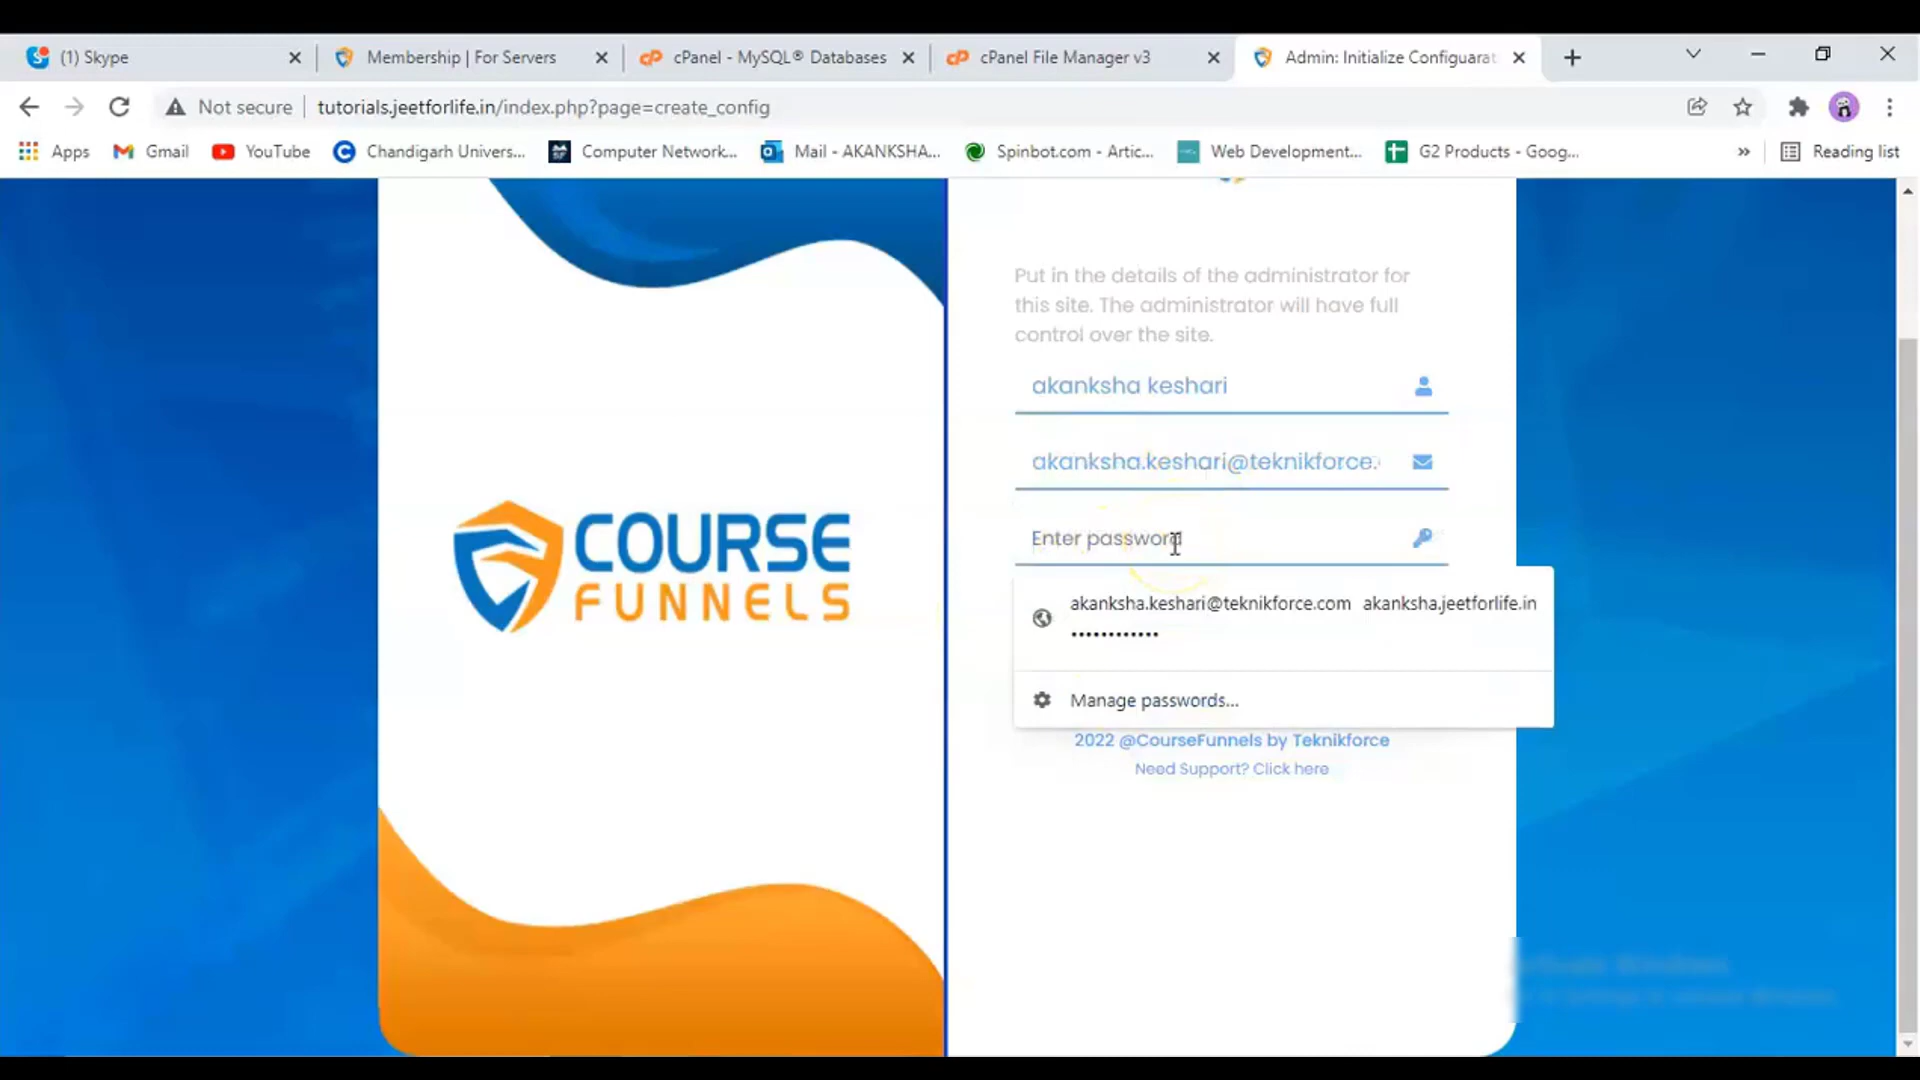 (1) Skype
Membership | For Servers
cPanel - MySQL® Databases
cPanel File Manager v3
Admin: Initialize Configuarat
Not secure
tutorials.jeetforlife.in/index.php?page=create_config
Apps
Gmail
YouTube
Chandigarh Univers...
Computer Network...
Mail - AKANKSHA...
Spinbot.com - Artic...
Web Development...
G2 Products - Goog...
»
Reading list
Put in the details of the administrator for
this site. The administrator will have full
control over the site.
akanksha keshari
akanksha.keshari@teknikforce.
Enter password
akanksha.keshari@teknikforce.com akanksha.jeetforlife.in
••••••••••••
Manage passwords...
2022 @CourseFunnels by Teknikforce
Need Support? Click here
COURSE
FUNNELS